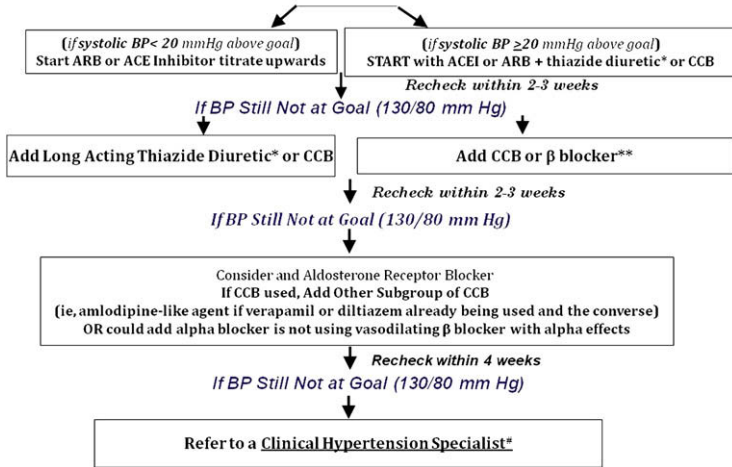 (if systolic BP< 20 mmHg above goal)
Start ARB or ACE Inhibitor titrate upwards
(if systolic BP ≥20 mmHg above goal)
START with ACEI or ARB + thiazide diuretic* or CCB
Recheck within 2-3 weeks
If BP Still Not at Goal (130/80 mm Hg)
Add Long Acting Thiazide Diuretic* or CCB
Add CCB or β blocker**
Recheck within 2-3 weeks
If BP Still Not at Goal (130/80 mm Hg)
Consider and Aldosterone Receptor Blocker
If CCB used, Add Other Subgroup of CCB
(ie, amlodipine-like agent if verapamil or diltiazem already being used and the converse)
OR could add alpha blocker is not using vasodilating β blocker with alpha effects
Recheck within 4 weeks
If BP Still Not at Goal (130/80 mm Hg)
Refer to a Clinical Hypertension Specialist#